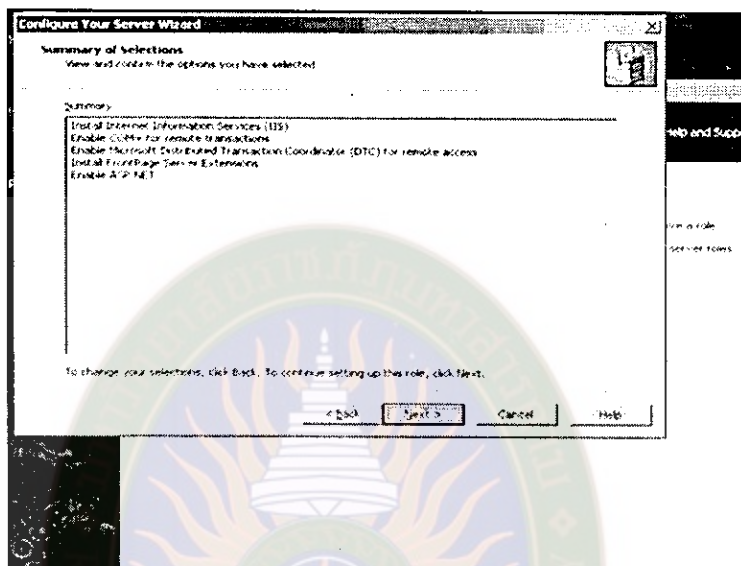 Configure Your Server Wizard
Summary of Selections
View and confirm the options you have selected.
Summary:
Install Internet Information Services (IIS)
Enable COM+ for remote transactions
Enable Microsoft Distributed Transaction Coordinator (DTC) for remote access
Install FrontPage Server Extensions
Enable ASP.NET
To change your selections, click Back. To continue setting up this role, click Next.
< Back
Next >
Cancel
Help
Help and Supp
ve a role
server roles